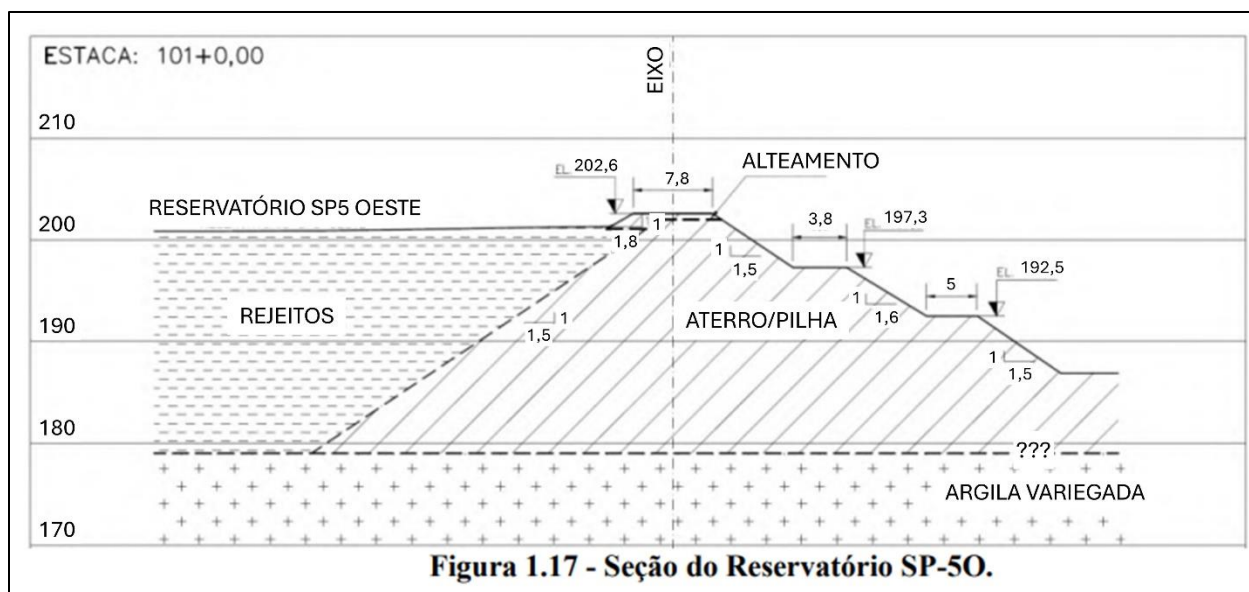 ESTACA: 101+0,00
EIXO
210
ALTEAMENTO
EL. 202,6
7,8
RESERVATÓRIO SP5 OESTE
3,8
EL. 197,3
200
1
1,8
1
1,5
5
EL. 192,5
REJEITOS
1
1,5
ATERRO/PILHA
1
1,6
190
1
1,5
180
???
ARGILA VARIEGADA
170
Figura 1.17 - Seção do Reservatório SP-5O.